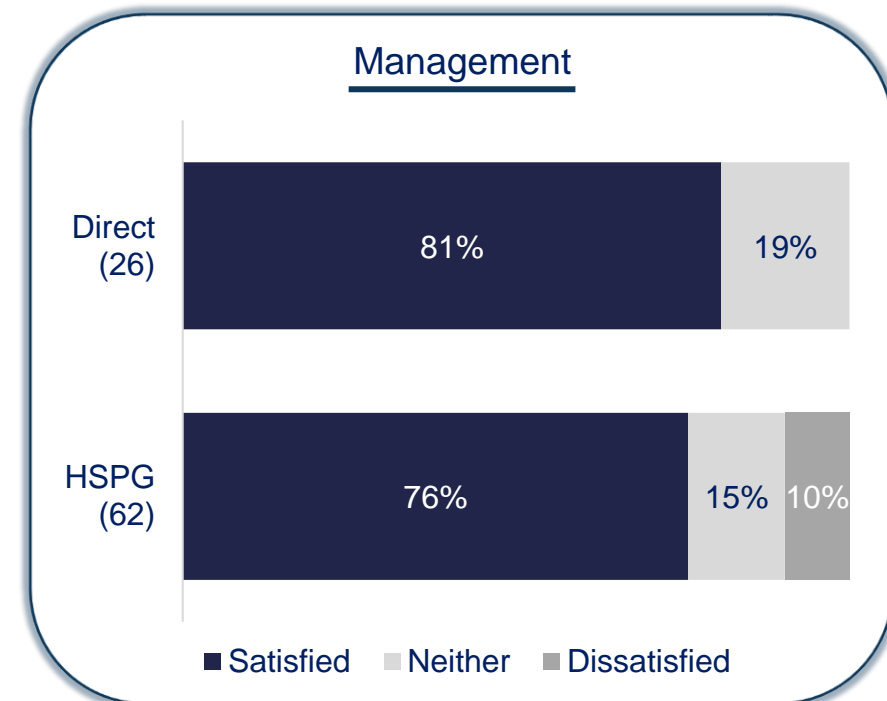 Management
Direct
(26)
81%
19%
HSPG
(62)
76%
15%
10%
Satisfied
Neither
Dissatisfied